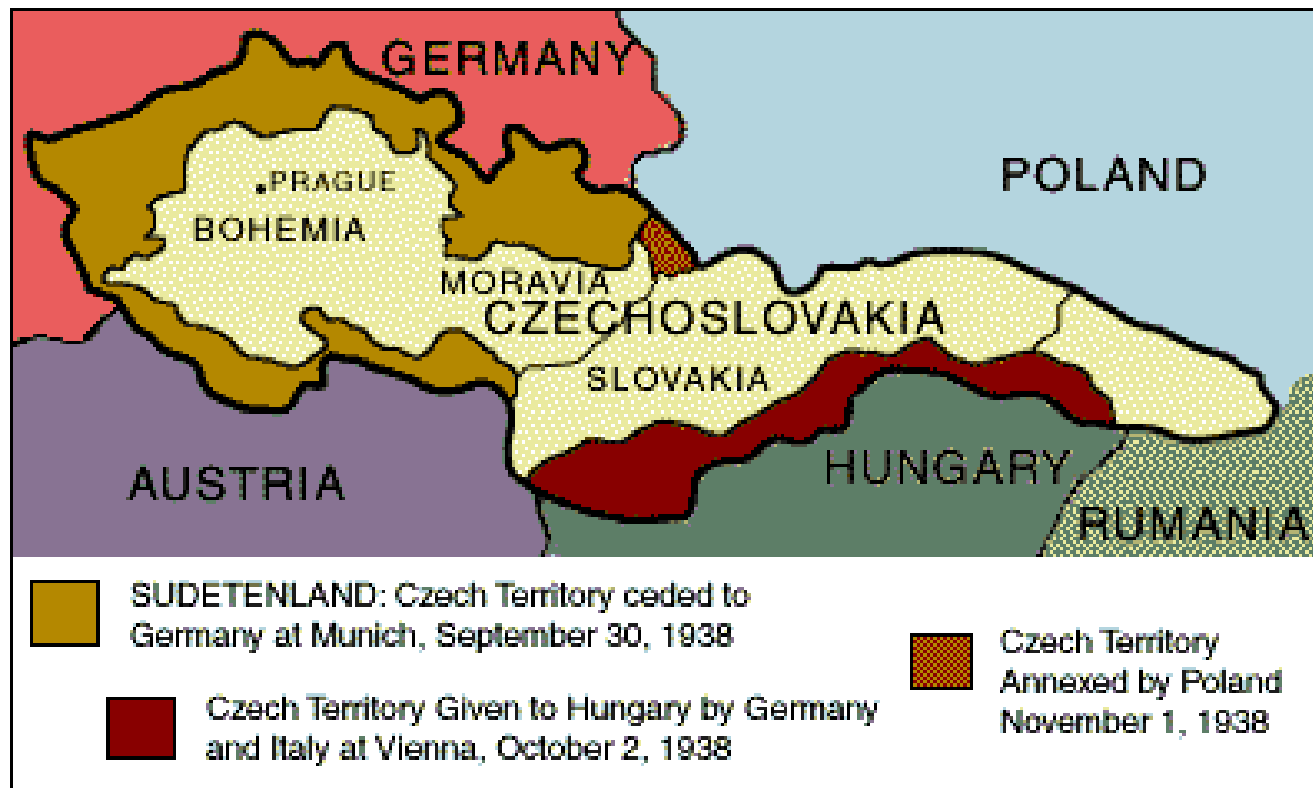 GERMANY
POLAND
PRAGUE
BOHEMIA
MORAVIA
CZECHOSLOVAKIA
SLOVAKIA
AUSTRIA
HUNGARY
RUMANIA
SUDETENLAND: Czech Territory ceded to
Germany at Munich, September 30, 1938
Czech Territory Given to Hungary by Germany
and Italy at Vienna, October 2, 1938
Czech Territory
Annexed by Poland
November 1, 1938